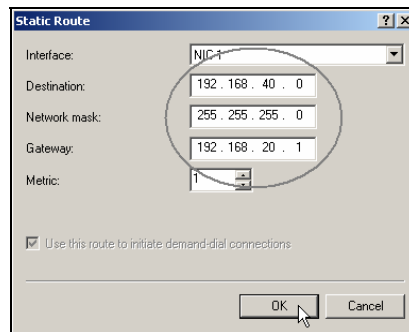 Static Route
Interface: NIC 1
Destination: 192 . 168 . 40 . 0
Network mask: 255 . 255 . 255 . 0
Gateway: 192 . 168 . 20 . 1
Metric: 1
Use this route to initiate demand-dial connections
OK Cancel